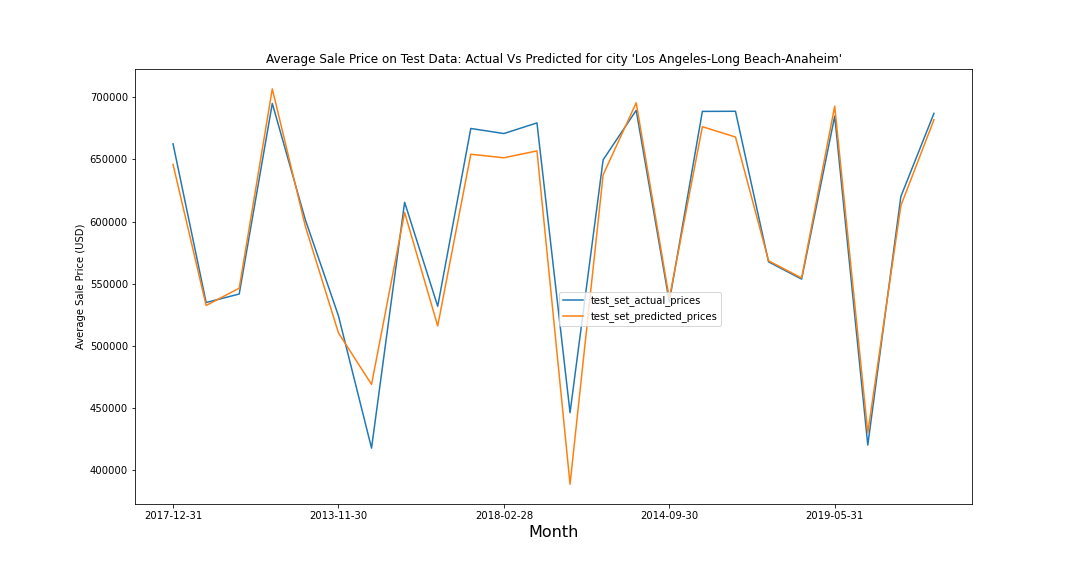 Average Sale Price on Test Data: Actual Vs Predicted for city 'Los Angeles-Long Beach-Anaheim'
Average Sale Price (USD)
700000
650000
600000
550000
500000
450000
400000
test_set_actual_prices
test_set_predicted_prices
2017-12-31 2013-11-30 2018-02-28 2014-09-30 2019-05-31
Month